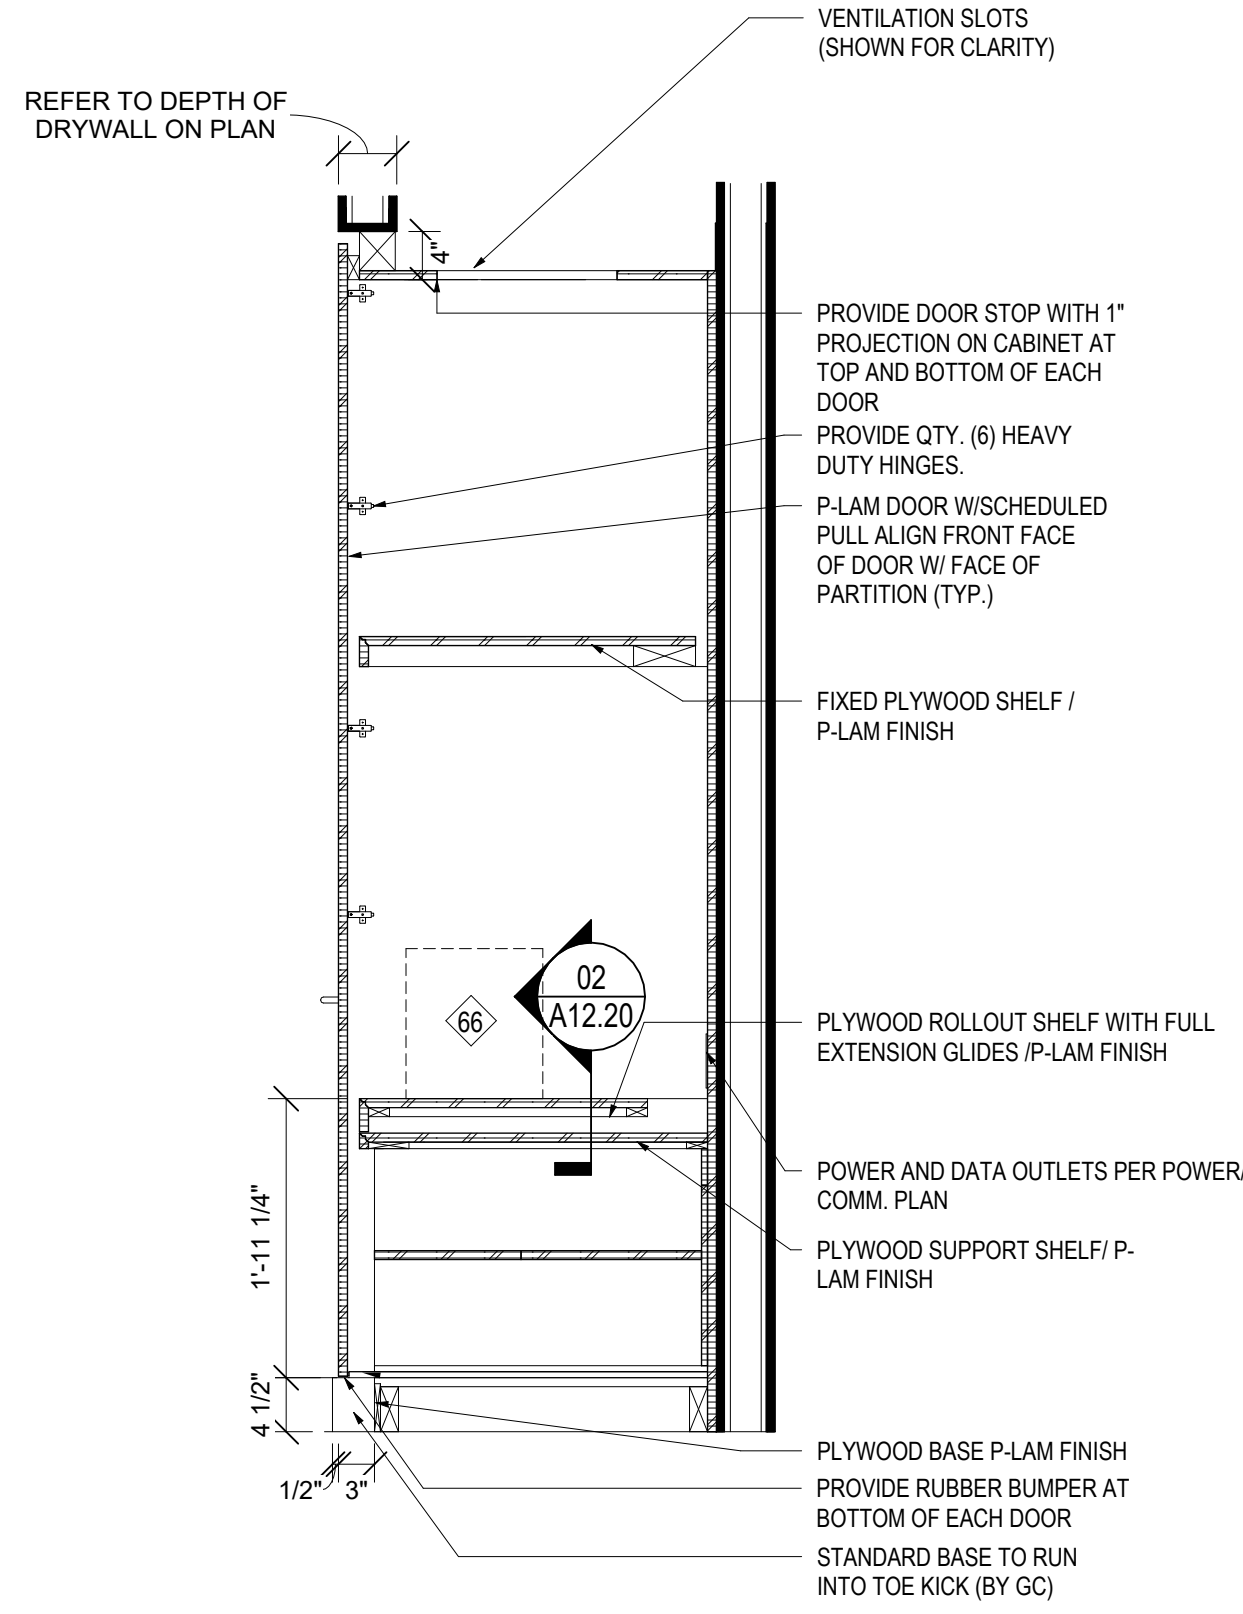 VENTILATION SLOTS
(SHOWN FOR CLARITY)
REFER TO DEPTH OF
DRYWALL ON PLAN
4"
PROVIDE DOOR STOP WITH 1"
PROJECTION ON CABINET AT
TOP AND BOTTOM OF EACH
DOOR
PROVIDE QTY. (6) HEAVY
DUTY HINGES.
P-LAM DOOR W/SCHEDULED
PULL ALIGN FRONT FACE
OF DOOR W/ FACE OF
PARTITION (TYP.)
FIXED PLYWOOD SHELF /
P-LAM FINISH
02
A12.20
66
PLYWOOD ROLLOUT SHELF WITH FULL
EXTENSION GLIDES /P-LAM FINISH
POWER AND DATA OUTLETS PER POWER/
COMM. PLAN
1'-11 1/4"
PLYWOOD SUPPORT SHELF/ P-
LAM FINISH
4 1/2"
1/2" 3"
PLYWOOD BASE P-LAM FINISH
PROVIDE RUBBER BUMPER AT
BOTTOM OF EACH DOOR
STANDARD BASE TO RUN
INTO TOE KICK (BY GC)